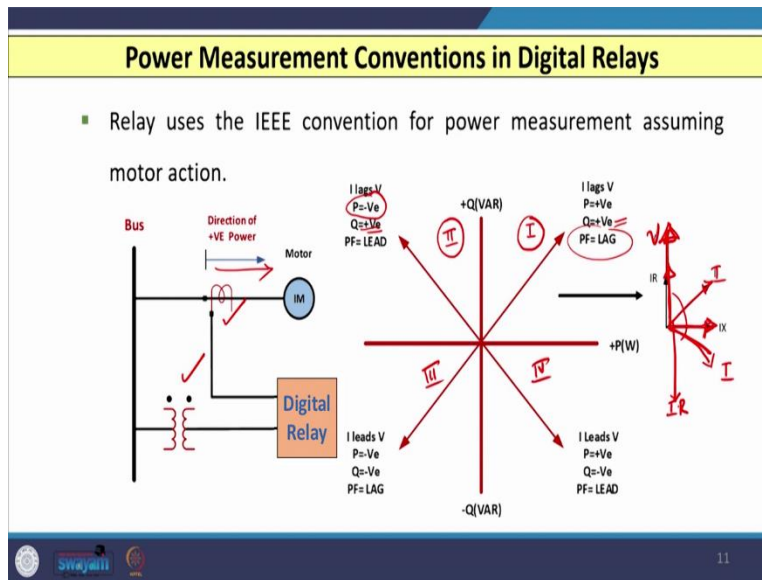 Power Measurement Conventions in Digital Relays
Relay uses the IEEE convention for power measurement assuming
motor action.
Bus
Direction of
+VE Power
Motor
IM
Digital
Relay
I lags V
P=-Ve
Q=+Ve
PF= LEAD
+Q(VAR)
II
I
I lags V
P=+Ve
Q=+Ve
PF= LAG
+P(W)
III
IV
I leads V
P=-Ve
Q=-Ve
PF= LAG
-Q(VAR)
I Leads V
P=+Ve
Q=-Ve
PF= LEAD
V
IR
I
IX
I
IR
swayam
11